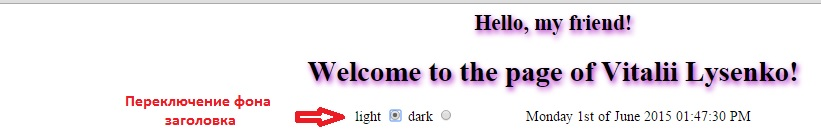 Hello, my friend!
Welcome to the page of Vitalii Lysenko!
Переключение фона
заголовка
light dark Monday 1st of June 2015 01:47:30 PM